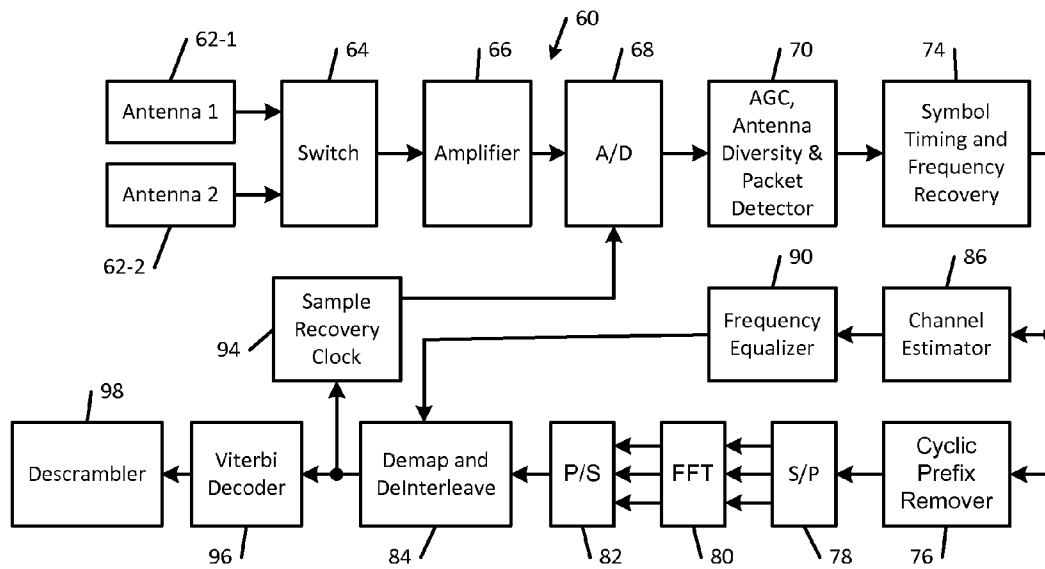 60
62-1
64
66
68
70
74
Antenna 1
Antenna 2
Switch
Amplifier
A/D
AGC,
Antenna
Diversity &
Packet
Detector
Symbol
Timing and
Frequency
Recovery
62-2
94
Sample
Recovery
Clock
90
Frequency
Equalizer
86
Channel
Estimator
98
Descrambler
Viterbi
Decoder
Demap and
DeInterleave
P/S
FFT
S/P
Cyclic
Prefix
Remover
96
84
82
80
78
76